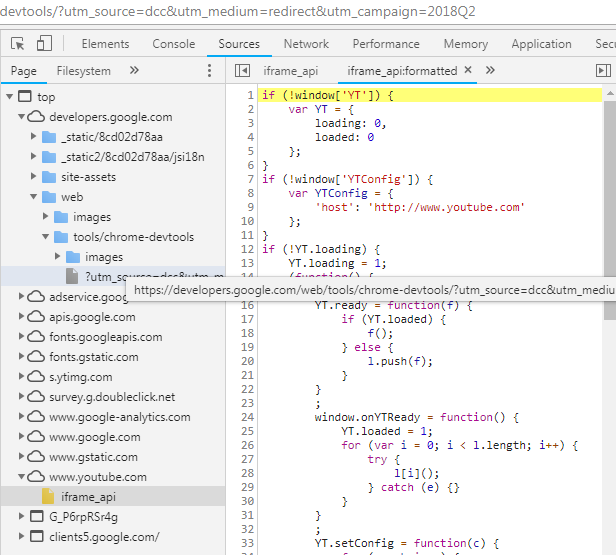 devtools/?utm_source=dcc&utm_medium=redirect&utm_campaign=2018Q2
Elements Console Sources Network Performance Memory
Page Filesystem » iframe_api iframe_api:formatted × »
top
developers.google.com
_static/8cd02d78aa
_static2/8cd02d78aa/jsi18n
site-assets
web
images
tools/chrome-devtools
images
?utm_source=dcc&utm_m
adservice.goog
apis.google.com
fonts.googleapis.com
fonts.gstatic.com
s.ytimg.com
survey.g.doubleclick.net
www.google-analytics.com
www.google.com
www.gstatic.com
www.youtube.com
iframe_api
G_P6rpRSr4g
clients5.google.com/
https://developers.google.com/web/tools/chrome-devtools/?utm_source=dcc&utm_mediu
1 if (!window['YT']) {
2 var YT = {
3 loading: 0,
4 loaded: 0
5 };
6 }
7 if (!window['YTConfig']) {
8 var YTConfig = {
9 'host': 'http://www.youtube.com'
10 };
11 }
12 if (!YT.loading) {
13 YT.loading = 1;
14 (function() {
16 YT.ready = function(f) {
17 if (YT.loaded) {
18 f();
19 } else {
20 l.push(f);
21 }
22 }
23 ;
24 window.onYTReady = function() {
25 YT.loaded = 1;
26 for (var i = 0; i < l.length; i++) {
27 try {
28 l[i]();
29 } catch (e) {}
30 }
31 }
32 ;
33 YT.setConfig = function(c) {